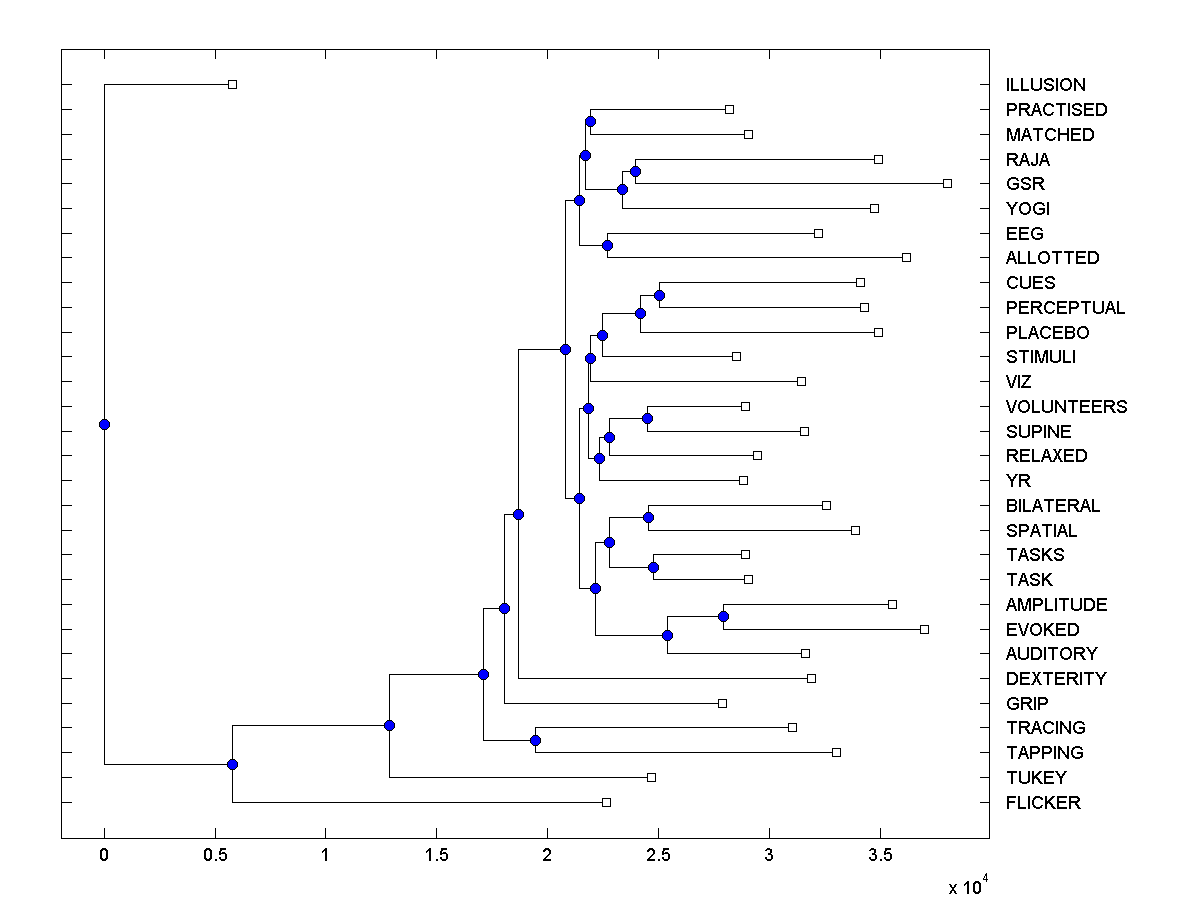 ILLUSION
PRACTISED
MATCHED
RAJA
GSR
YOGI
EEG
ALLOTTED
CUES
PERCEPTUAL
PLACEBO
STIMULI
VIZ
VOLUNTEERS
SUPINE
RELAXED
YR
BILATERAL
SPATIAL
TASKS
TASK
AMPLITUDE
EVOKED
AUDITORY
DEXTERITY
GRIP
TRACING
TAPPING
TUKEY
FLICKER
0 0.5 1 1.5 2 2.5 3 3.5
x 10^4